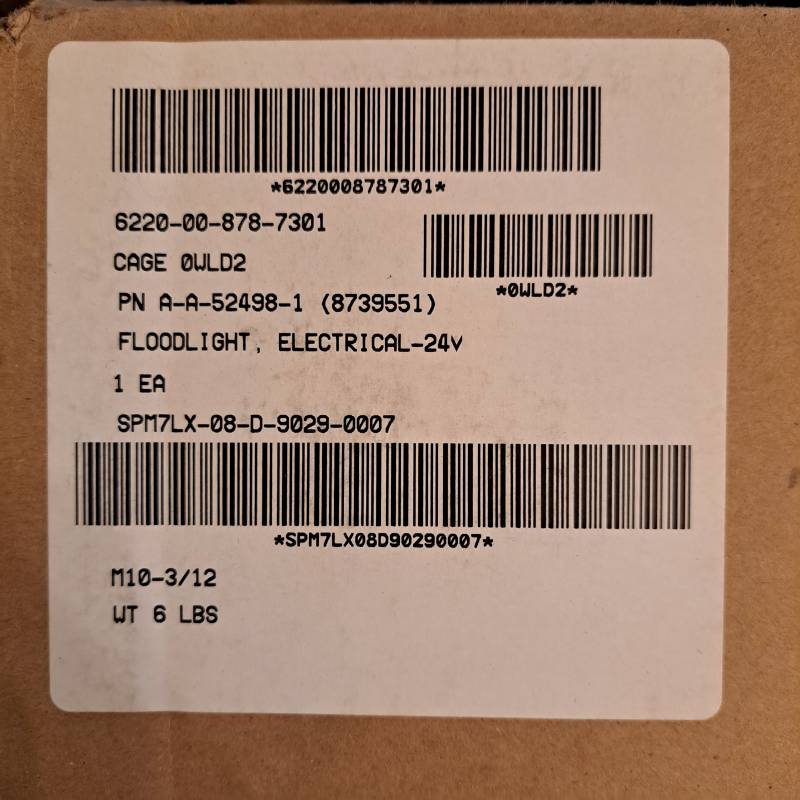 *6220008787301*
6220-00-878-7301
CAGE 0WLD2
*0WLD2*
PN A-A-52498-1 (8739551)
FLOODLIGHT, ELECTRICAL-24V
1 EA
SPM7LX-08-D-9029-0007
*SPM7LX08D90290007*
M10-3/12
WT 6 LBS